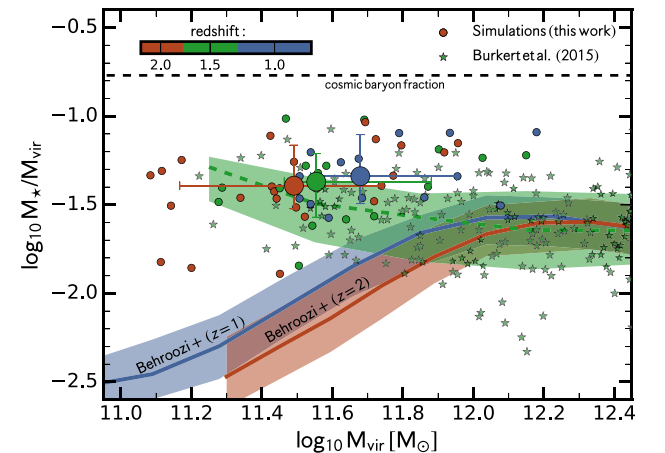 redshift :
2.0 1.5 1.0
Simulations (this work)
Burkert et al. (2015)
cosmic baryon fraction
Behroozi + (z=1)
Behroozi + (z=2)
−0.5
−1.0
−1.5
−2.0
−2.5
log₁₀ M⋆/Mvir
11.0 11.2 11.4 11.6 11.8 12.0 12.2 12.4
log₁₀ Mvir [M⊙]